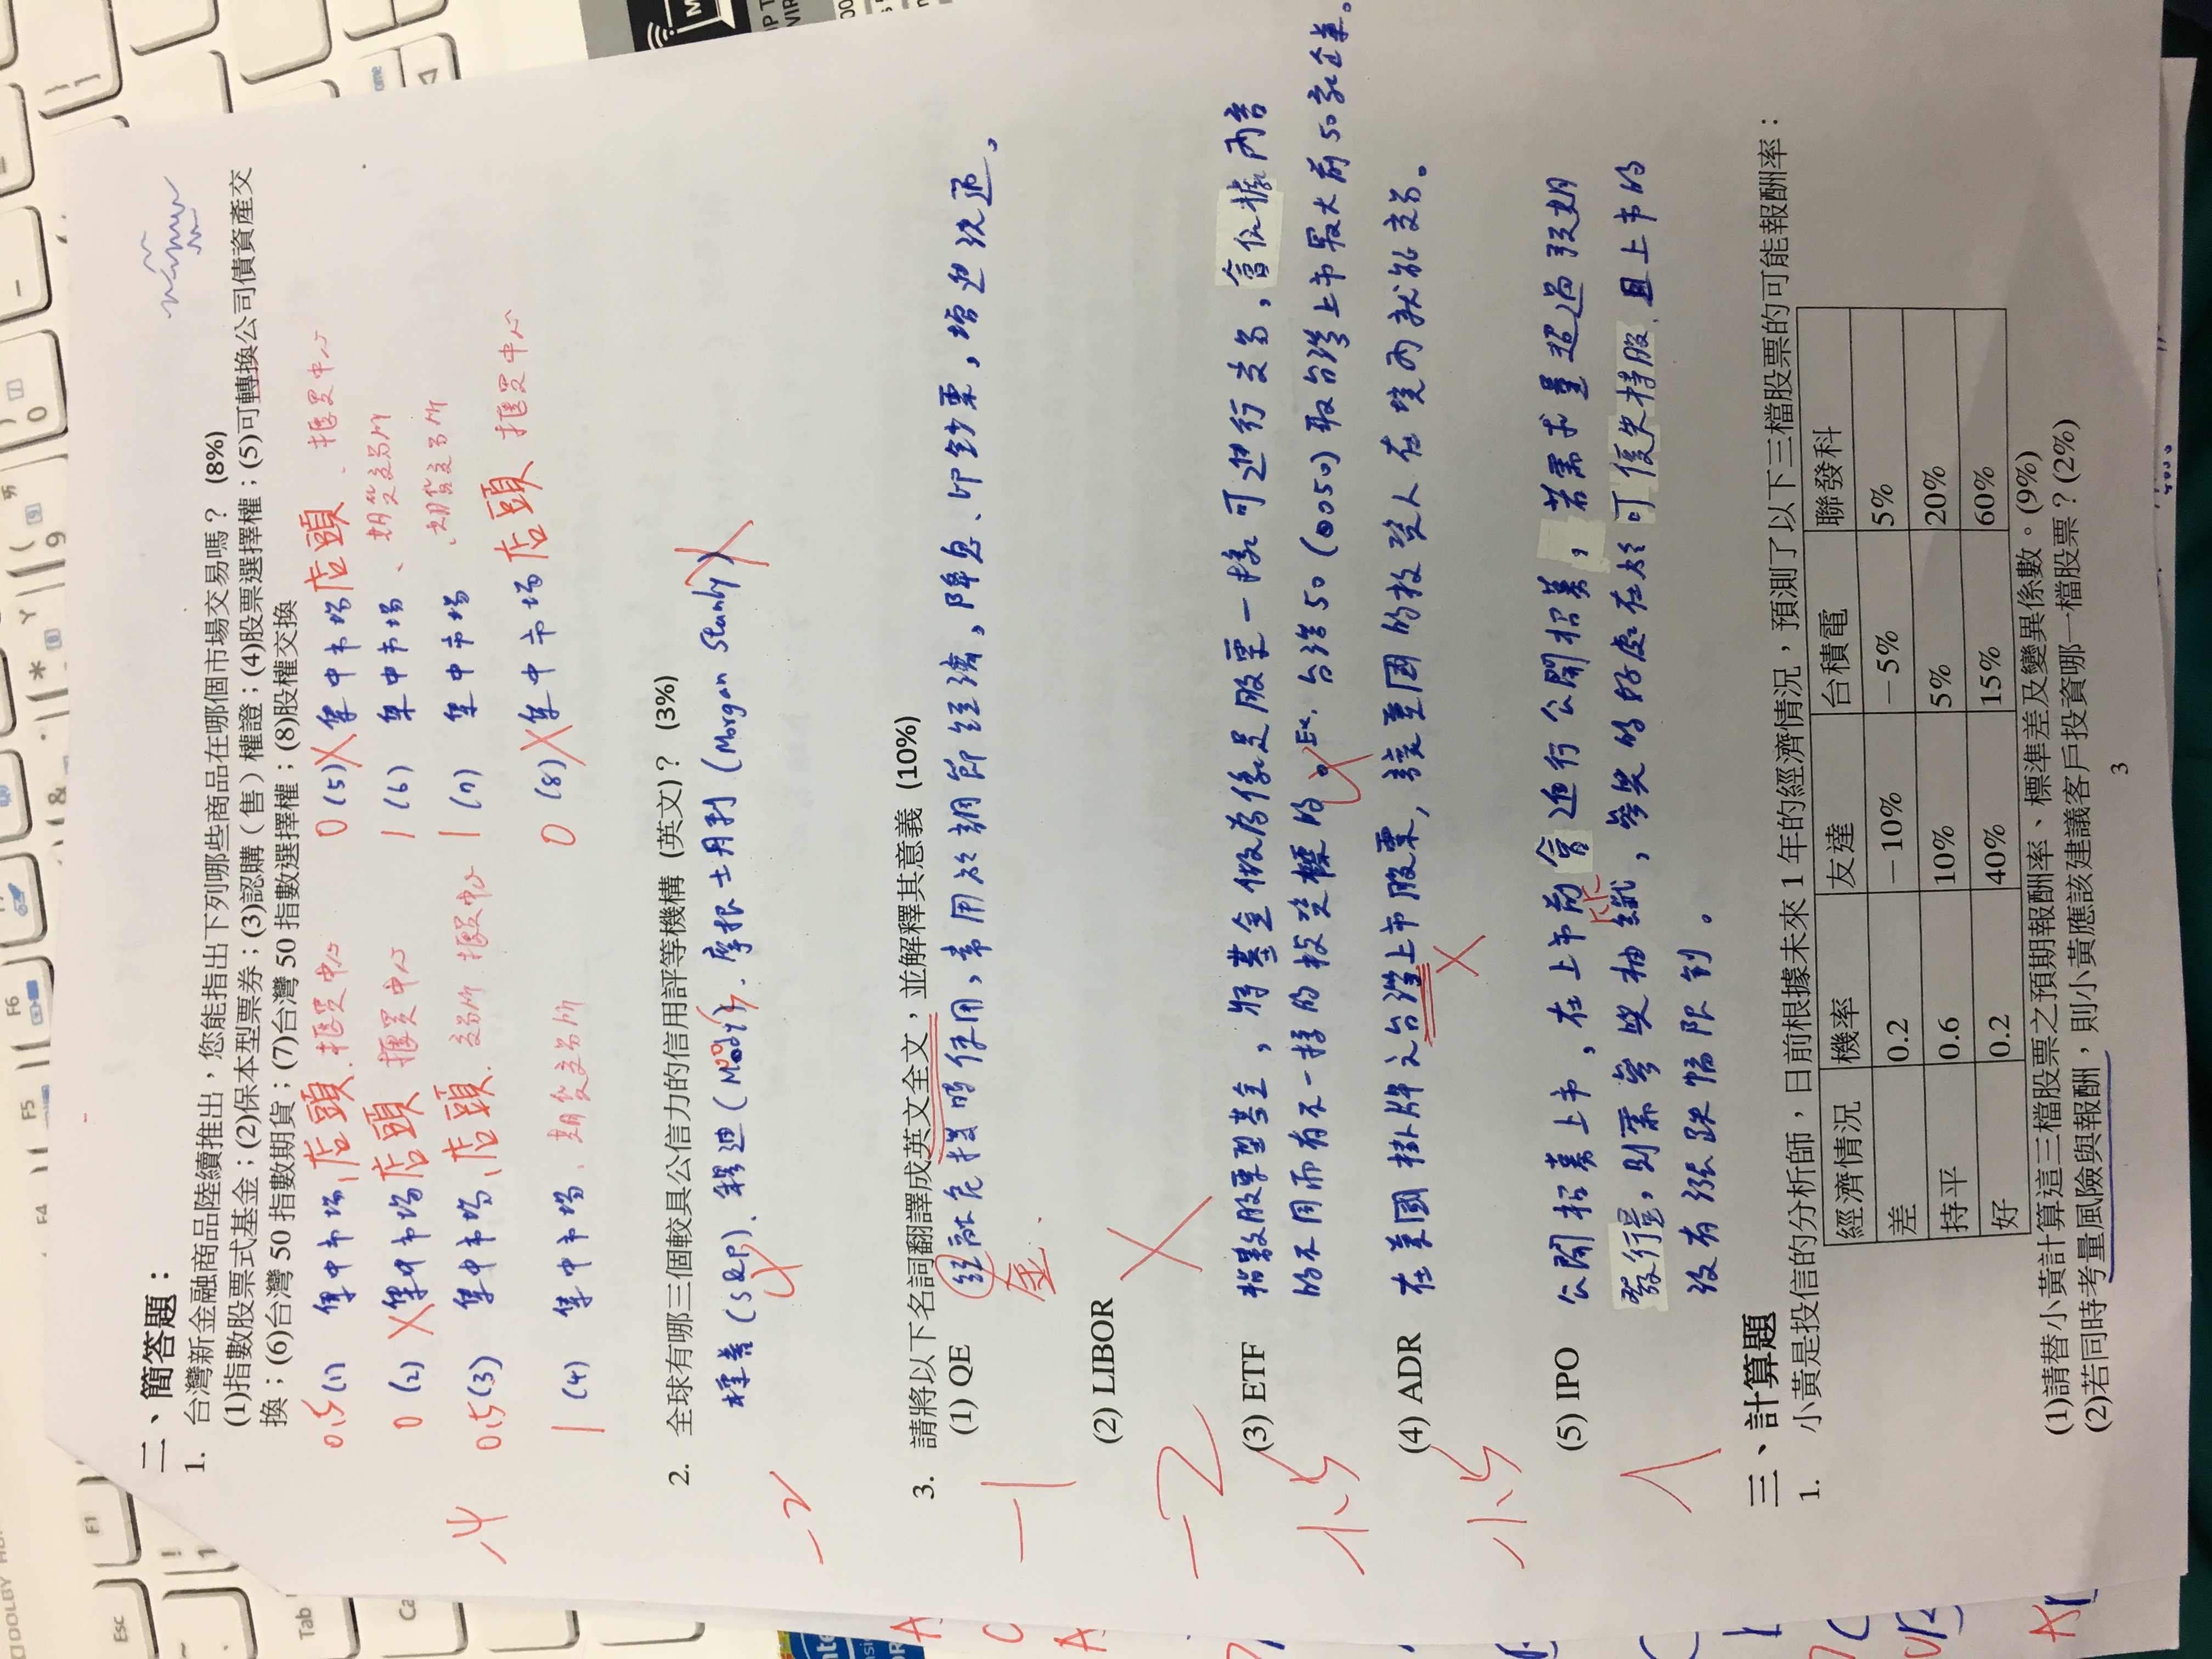 二、簡答題：
1. 台灣新金融商品陸續推出，您能指出下列哪些商品在哪個市場交易嗎？ (8%)
(1)指數股票式基金；(2)保本型票券；(3)認購（售）權證；(4)股票選擇權；(5)可轉換公司債資產交
換；(6)台灣 50 指數期貨；(7)台灣 50 指數選擇權；(8)股權交換
0.5 (1) 集中市場、店頭、櫃買中心
0 (5) X 集中市場 店頭、櫃買中心
0 (2) X 集中市場 店頭 櫃買中心
1 (6) 集中市場、期貨交易所
-4
0.5 (3) 集中市場、店頭、交易所 櫃買中心
1 (7) 集中市場、期貨交易所
1 (4) 集中市場、期貨交易所
0 (8) X 集中市場 店頭 櫃買中心
2. 全球有哪三個較具公信力的信用評等機構 (英文)？ (3%)
標普 (S&P)、穆迪 (Moody's)、摩根士丹利 (Morgan Stanly) X
-2
3. 請將以下名詞翻譯成英文全文，並解釋其意義 (10%)
(1) QE 經融危機時使用，常用於調節經濟，降息、印鈔票，增進流通。
-1 金.
(2) LIBOR
-2 X
(3) ETF 指數股票型基金，將基金做為像是股票一樣可進行交易，會依據內容
-1.5 的不用而有不一樣的投資標的。Ex. 台灣50 (0050) 取台灣上市最大前50家企業。
(4) ADR 在美國掛牌之台灣上市股票，讓美國的投資人在境內就能交易。
-1.5 X
(5) IPO 公開招募上市，在上市前會進行公開招募，若需求量超過預期
發行量，則需參與抽籤，參與的好處在於可優先持股，且上市的
1 沒有漲跌幅限制。
三、計算題
1. 小黃是投信的分析師，日前根據未來 1 年的經濟情況，預測了以下三檔股票的可能報酬率：
經濟情況 機率 友達 台積電 聯發科
差 0.2 －10% －5% 5%
持平 0.6 10% 5% 20%
好 0.2 40% 15% 60%
(1)請替小黃計算這三檔股票之預期報酬率、標準差及變異係數。(9%)
(2)若同時考量風險與報酬，則小黃應該建議客戶投資哪一檔股票？(2%)
3